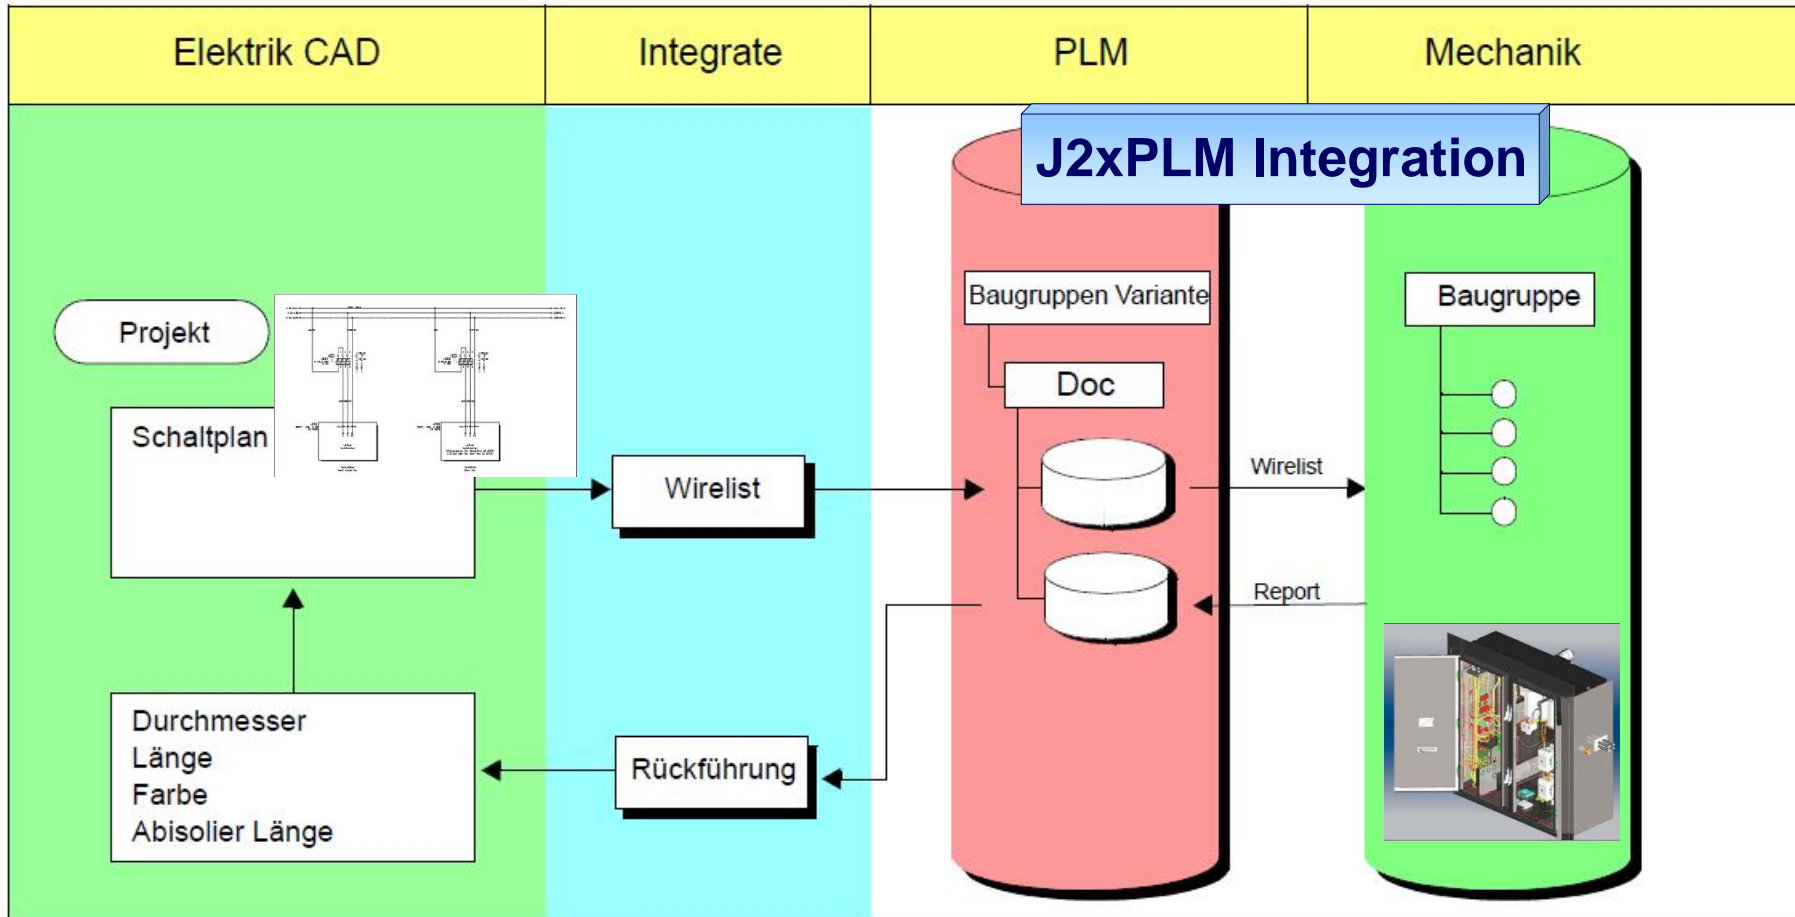 Elektrik CAD
Integrate
PLM
Mechanik
J2xPLM Integration
Projekt
Schaltplan
Wirelist
Baugruppen Variante
Doc
Wirelist
Report
Baugruppe
Durchmesser
Länge
Farbe
Abisolier Länge
Rückführung